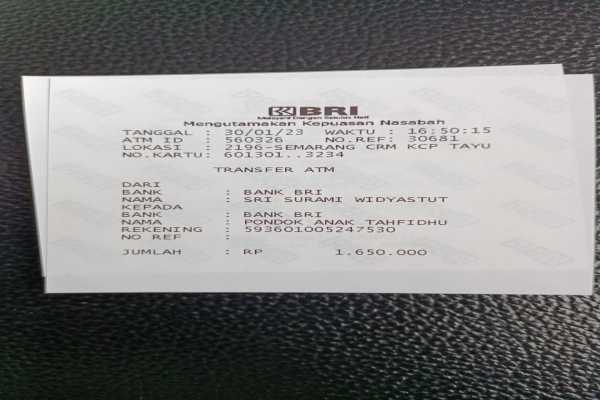 BRI
Melayani Dengan Setulus Hati
Mengutamakan Kepuasan Nasabah
TANGGAL : 30/01/23 WAKTU : 16:50:15
ATM ID : 560326 NO.REF: 30681
LOKASI : 2196-SEMARANG CRM KCP TAYU
NO.KARTU: 601301..3234
TRANSFER ATM
DARI
BANK : BANK BRI
NAMA : SRI SURAMI WIDYASTUT
KEPADA
BANK : BANK BRI
NAMA : PONDOK ANAK TAHFIDHU
REKENING : 593601005247530
NO REF :
JUMLAH : RP 1.650.000